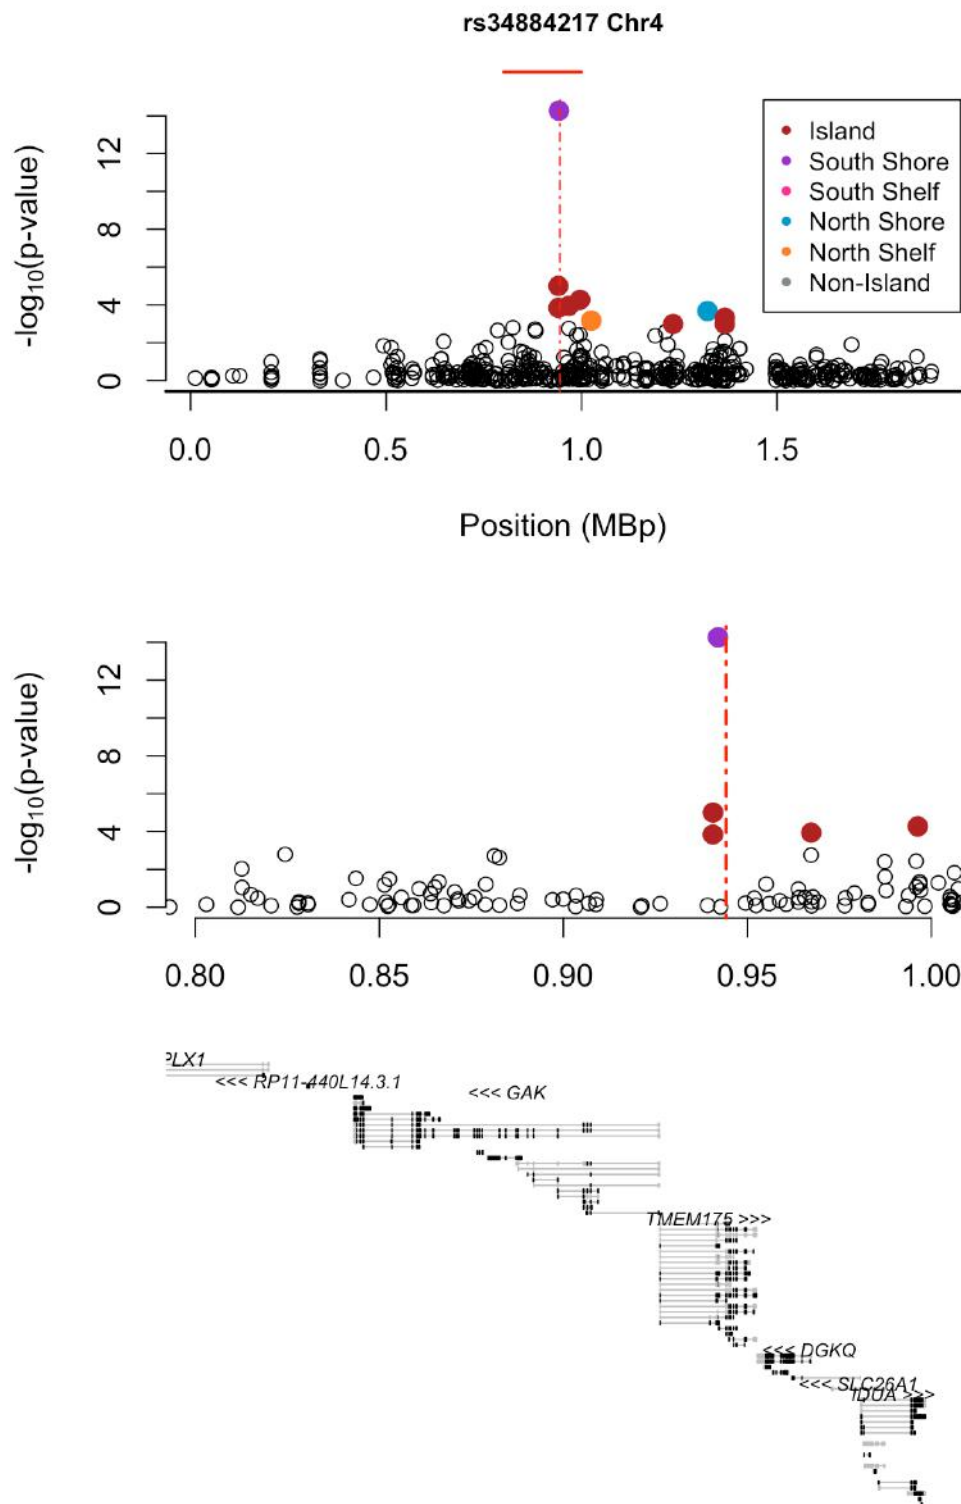 rs34884217 Chr4
-log10(p-value)
12
8
4
0
Island
South Shore
South Shelf
North Shore
North Shelf
Non-Island
0.0 0.5 1.0 1.5
Position (MBp)
-log10(p-value)
12
8
4
0
0.80 0.85 0.90 0.95 1.00
PLX1
<<< RP11-440L14.3.1
<<< GAK
TMEM175 >>>
<<< DGKQ
<<< SLC26A1
IDUA >>>